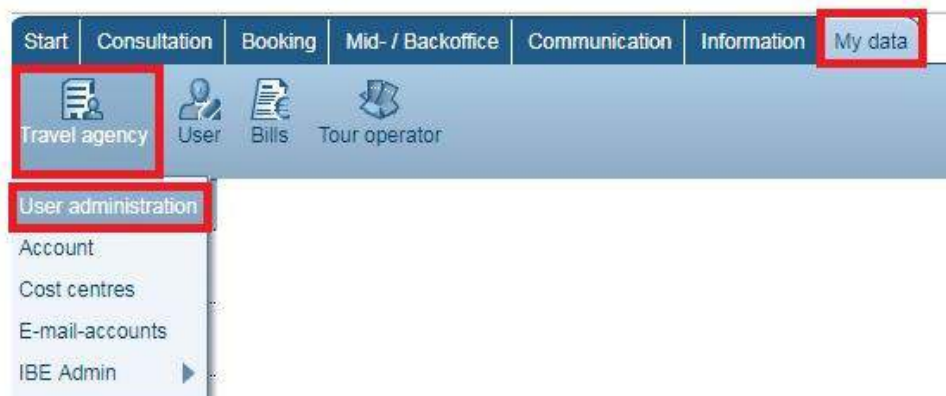 Start Consultation Booking Mid- / Backoffice Communication Information My data
Travel agency User Bills Tour operator
User administration
Account
Cost centres
E-mail-accounts
IBE Admin